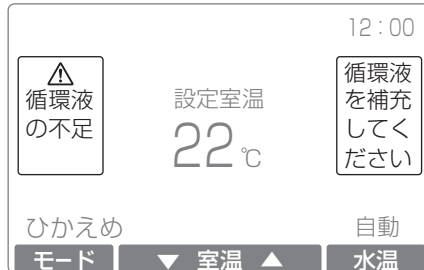 12:00
⚠
循環液
の不足
設定室温
22℃
循環液
を補充
してく
ださい
ひかえめ
自動
モード
▼ 室温 ▲
水温